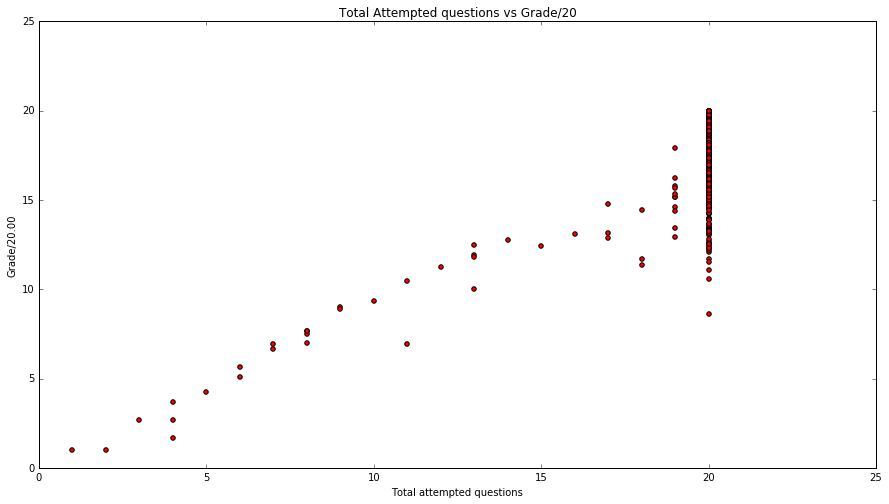 Total Attempted questions vs Grade/20
25
20
15
10
5
0
Grade/20.00
0 5 10 15 20 25
Total attempted questions